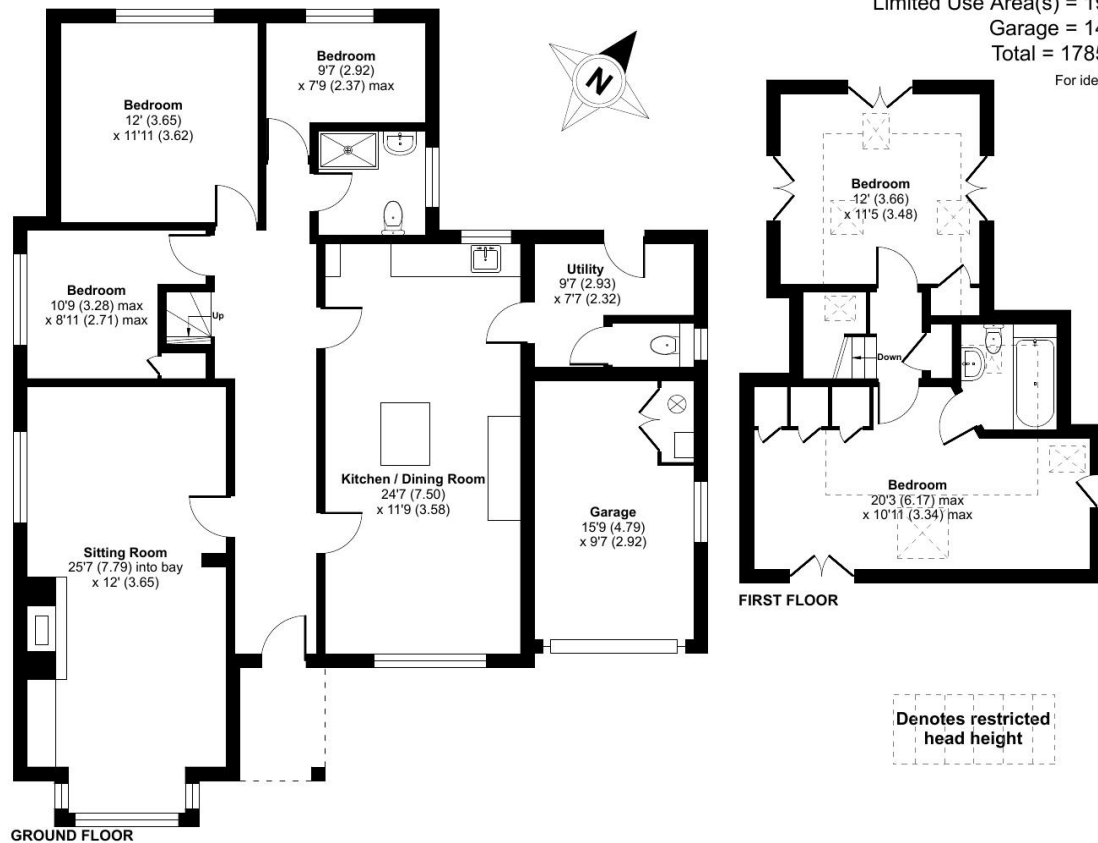 Limited Use Area(s) = 19
Garage = 14
Total = 1785
For ide
Bedroom
9'7 (2.92)
x 7'9 (2.37) max
Bedroom
12' (3.65)
x 11'11 (3.62)
N
Bedroom
12' (3.66)
x 11'5 (3.48)
Utility
9'7 (2.93)
x 7'7 (2.32)
Bedroom
10'9 (3.28) max
x 8'11 (2.71) max
Up
Down
Kitchen / Dining Room
24'7 (7.50)
x 11'9 (3.58)
Bedroom
20'3 (6.17) max
x 10'11 (3.34) max
Garage
15'9 (4.79)
x 9'7 (2.92)
Sitting Room
25'7 (7.79) into bay
x 12' (3.65)
FIRST FLOOR
Denotes restricted
head height
GROUND FLOOR